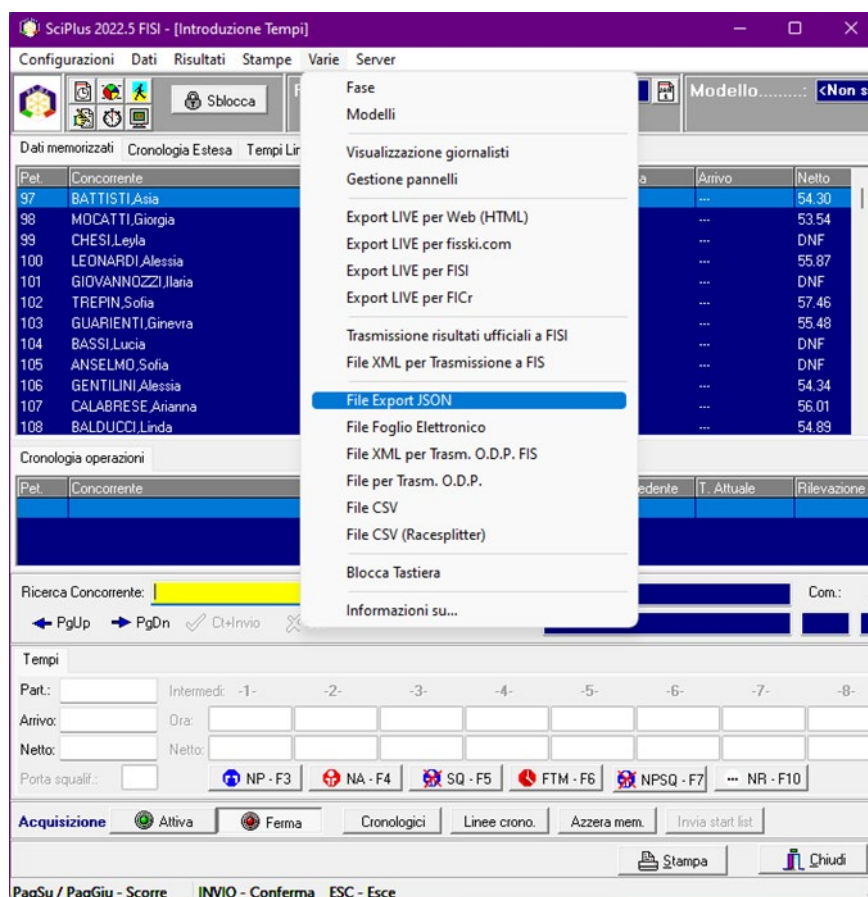 SciPlus 2022.5 FISI - [Introduzione Tempi]
Configurazioni Dati Risultati Stampe Varie Server
Sblocca
Modello.........: <Non s
Fase
Modelli
Visualizzazione giornalisti
Gestione pannelli
Export LIVE per Web (HTML)
Export LIVE per fisski.com
Export LIVE per FISI
Export LIVE per FICr
Trasmissione risultati ufficiali a FISI
File XML per Trasmissione a FIS
File Export JSON
File Foglio Elettronico
File XML per Trasm. O.D.P. FIS
File per Trasm. O.D.P.
File CSV
File CSV (Racesplitter)
Blocca Tastiera
Informazioni su...
Dati memorizzati Cronologia Estesa Tempi Lin
Pet. Concorrente a Arrivo Netto
97 BATTISTI,Asia --- 54.30
98 MOCATTI,Giorgia --- 53.54
99 CHESI,Leyla --- DNF
100 LEONARDI,Alessia --- 55.87
101 GIOVANNOZZI,Ilaria --- DNF
102 TREPIN,Sofia --- 57.46
103 GUARIENTI,Ginevra --- 55.48
104 BASSI,Lucia --- DNF
105 ANSELMO,Sofia --- DNF
106 GENTILINI,Alessia --- 54.34
107 CALABRESE,Arianna --- 56.01
108 BALDUCCI,Linda --- 54.89
Cronologia operazioni
Pet. Concorrente edente T. Attuale Rilevazione
Ricerca Concorrente: Com.:
PgUp PgDn Ct+Invio
Tempi
Part.: Intermedi: -1- -2- -3- -4- -5- -6- -7- -8-
Arrivo: Ora:
Netto: Netto:
Porta squalif.: NP - F3 NA - F4 SQ - F5 FTM - F6 NPSQ - F7 --- NR - F10
Acquisizione Attiva Ferma Cronologici Linee crono. Azzera mem. Invia start list
Stampa Chiudi
PagSu / PagGiu - Scorre INVIO - Conferma ESC - Esce